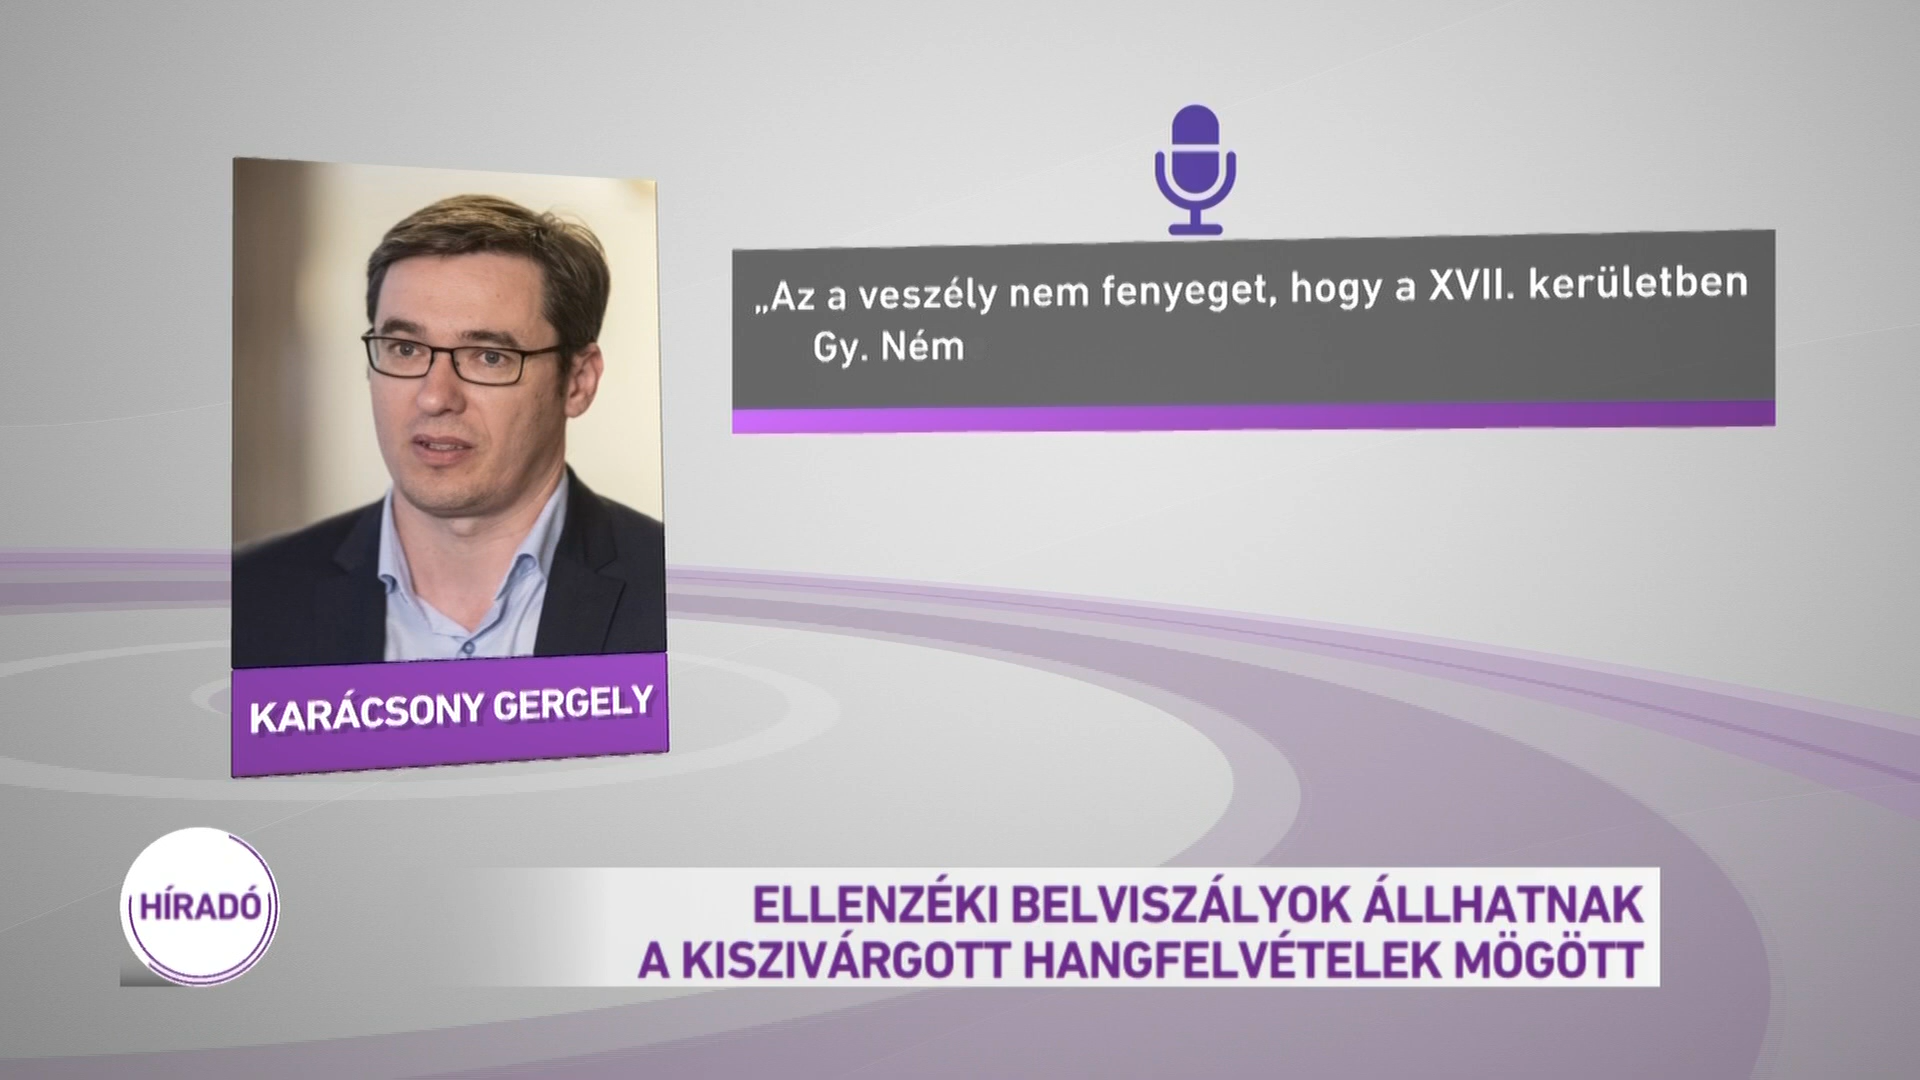 „Az a veszély nem fenyeget, hogy a XVII. kerületben
Gy. Ném
KARÁCSONY GERGELY
HÍRADÓ
ELLENZÉKI BELVISZÁLYOK ÁLLHATNAK
A KISZIVÁRGOTT HANGFELVÉTELEK MÖGÖTT